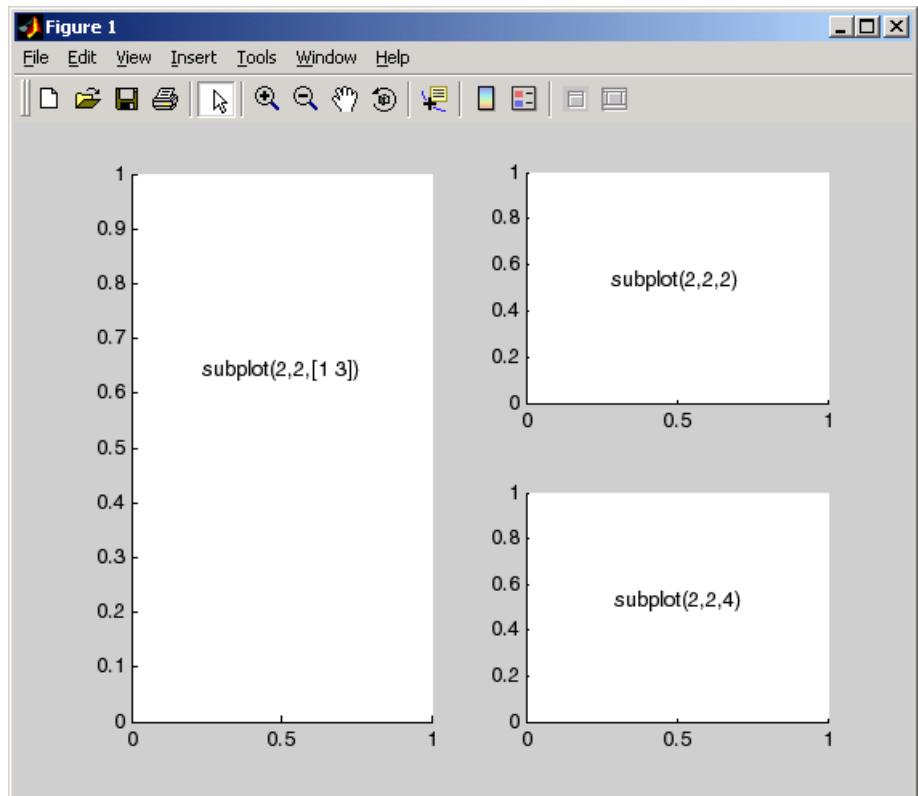 Figure 1
File Edit View Insert Tools Window Help
1
0.9
0.8
0.7
0.6
0.5
0.4
0.3
0.2
0.1
0
0 0.5 1
subplot(2,2,[1 3])
1
0.8
0.6
0.4
0.2
0
0 0.5 1
subplot(2,2,2)
1
0.8
0.6
0.4
0.2
0
0 0.5 1
subplot(2,2,4)